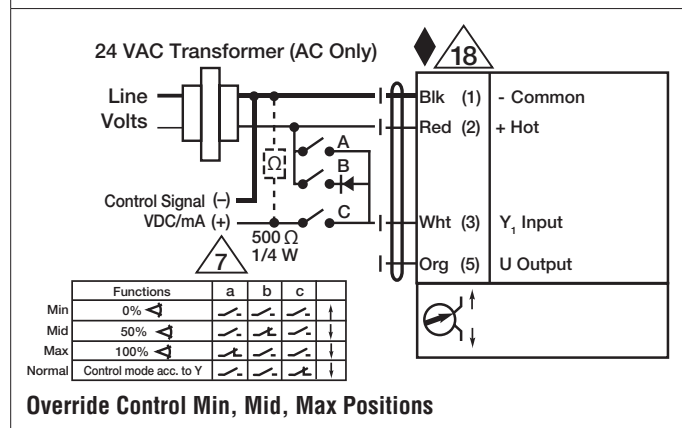 24 VAC Transformer (AC Only)
18
Line
Volts
Blk (1) - Common
Red (2) + Hot
A
Ω
B
Control Signal (–)
VDC/mA (+)
C
Wht (3) Y₁ Input
500 Ω
1/4 W
7
Org (5) U Output
Functions a b c
Min 0%
Mid 50%
Max 100%
Normal Control mode acc. to Y
Override Control Min, Mid, Max Positions